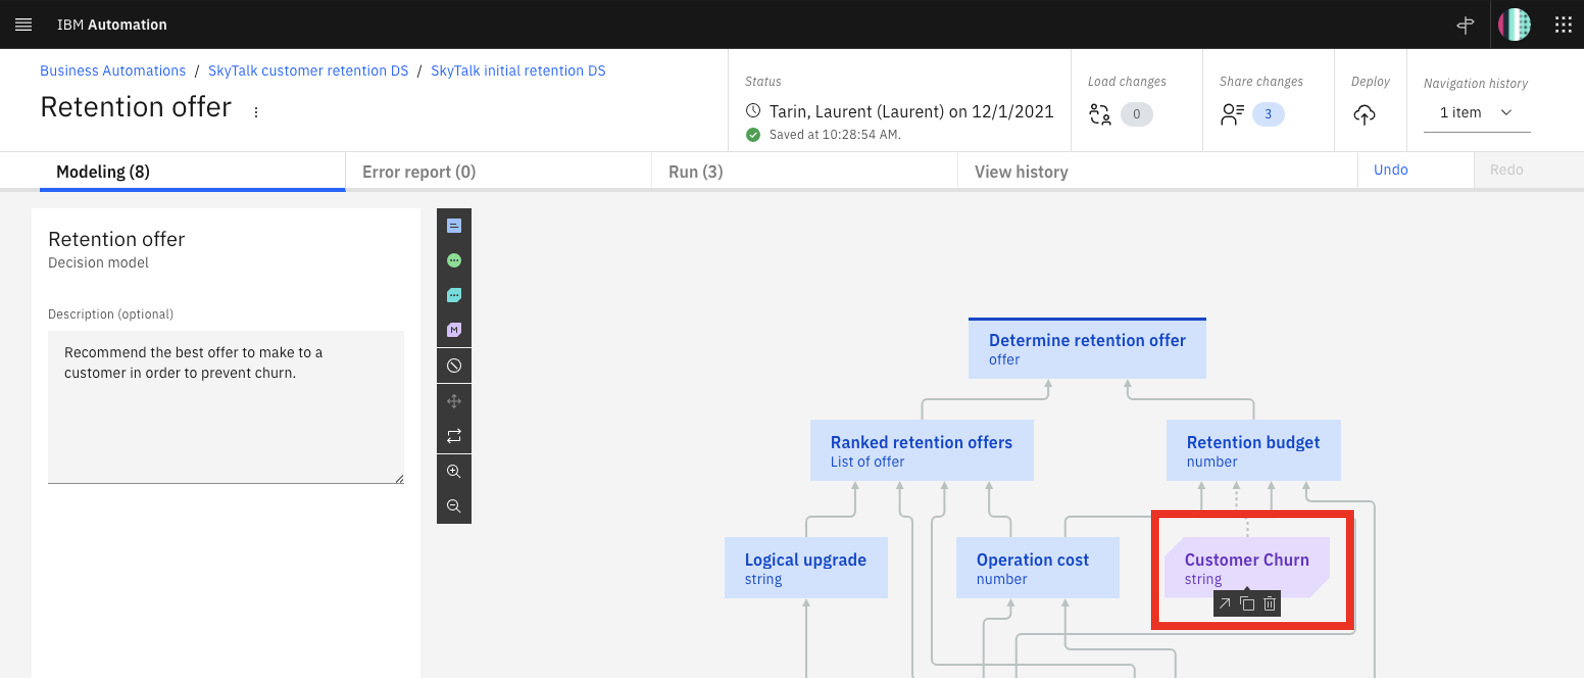 IBM Automation
Business Automations / SkyTalk customer retention DS / SkyTalk initial retention DS
Retention offer
Status
Tarin, Laurent (Laurent) on 12/1/2021
Saved at 10:28:54 AM.
Load changes
0
Share changes
3
Deploy
Navigation history
1 item
Modeling (8)
Error report (0)
Run (3)
View history
Undo
Redo
Retention offer
Decision model
Description (optional)
Recommend the best offer to make to a
customer in order to prevent churn.
M
Determine retention offer
offer
Ranked retention offers
List of offer
Retention budget
number
Logical upgrade
string
Operation cost
number
Customer Churn
string